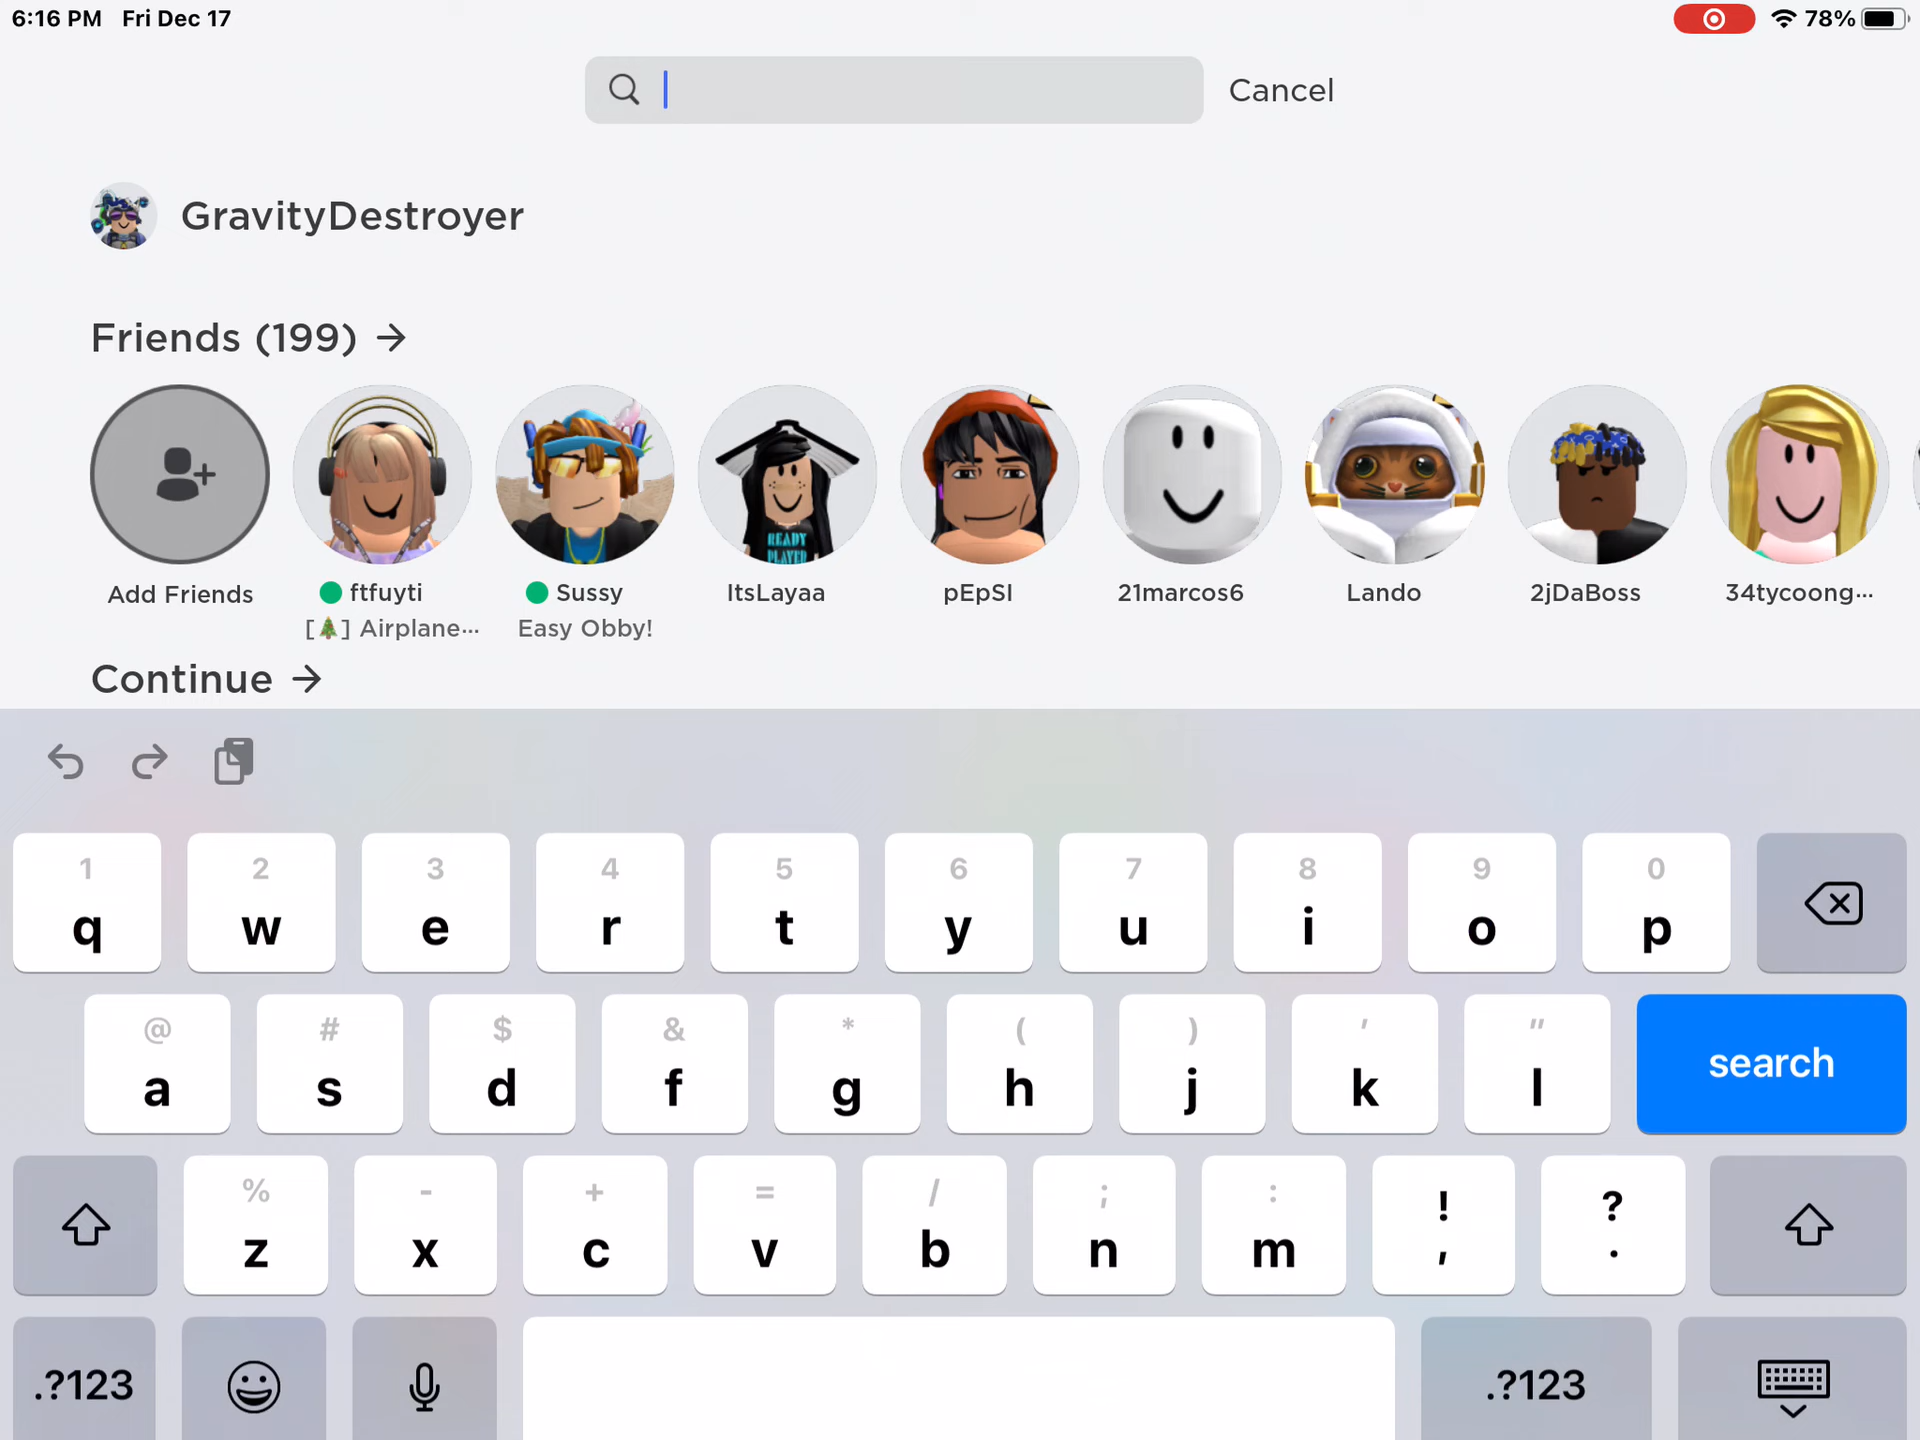 6:16 PM Fri Dec 17 78%
Cancel
GravityDestroyer
Friends (199) →
READY
PLAYER
Add Friends ftfuyti Sussy ItsLayaa pEpSI 21marcos6 Lando 2jDaBoss 34tycoong...
[🎄] Airplane... Easy Obby!
Continue →
1 2 3 4 5 6 7 8 9 0
q w e r t y u i o p
@ # $ & * ( ) ' "
a s d f g h j k l search
% - + = / ; : ! ?
z x c v b n m , .
.?123 .?123